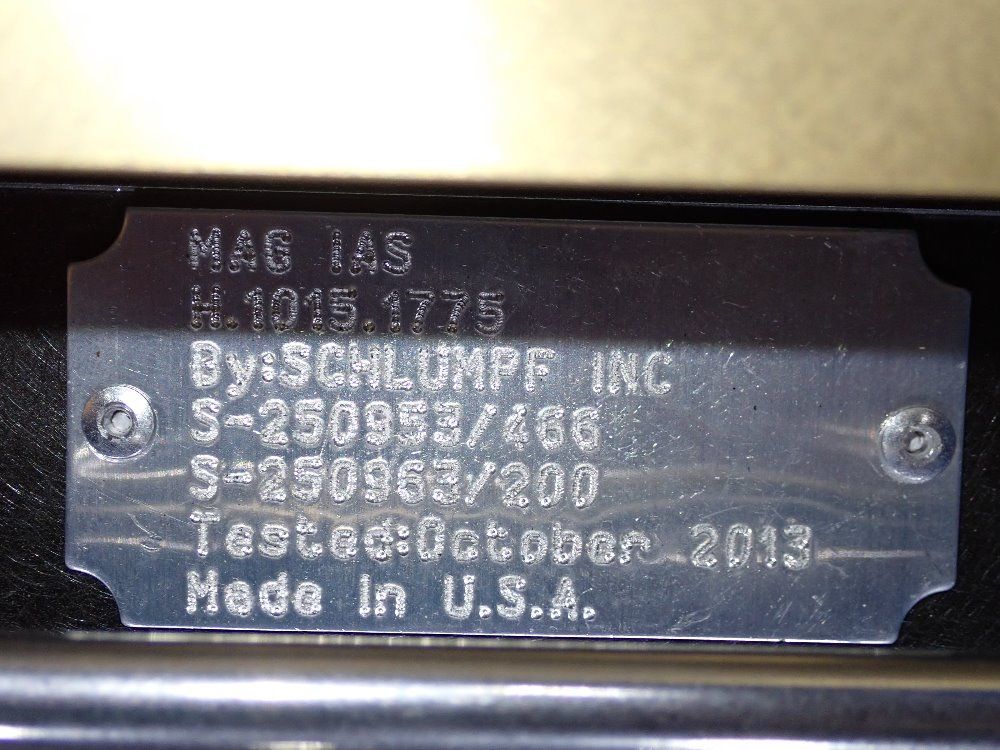 MAG IAS
H.1015.1775
By:SCHLUMPF INC
S-250953/466
S-250963/200
Tested:October 2013
Made In U.S.A.